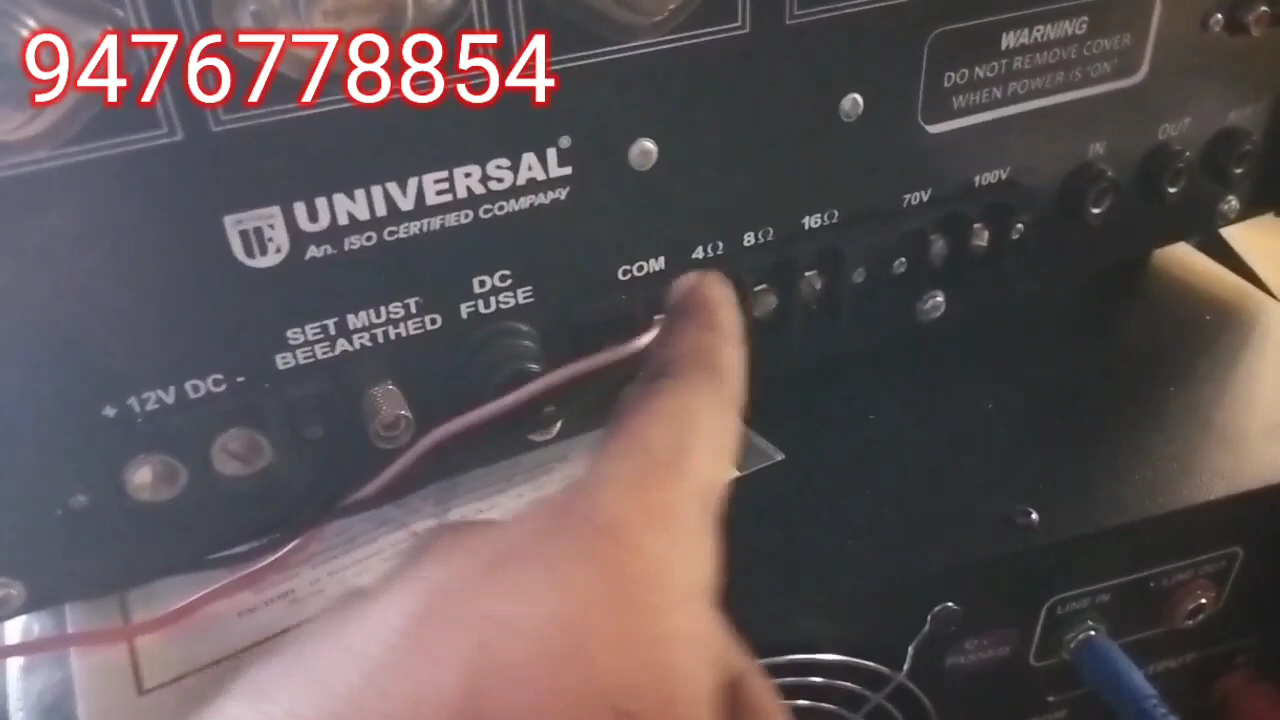 9476778854
WARNING
DO NOT REMOVE COVER
WHEN POWER IS 'ON'
UNIVERSAL®
An. ISO CERTIFIED COMPANY
IN
OUT
100V
70V
16Ω
8Ω
4Ω
COM
DC
FUSE
SET MUST
BEEARTHED
+ 12V DC -
LINE IN
LINE OUT